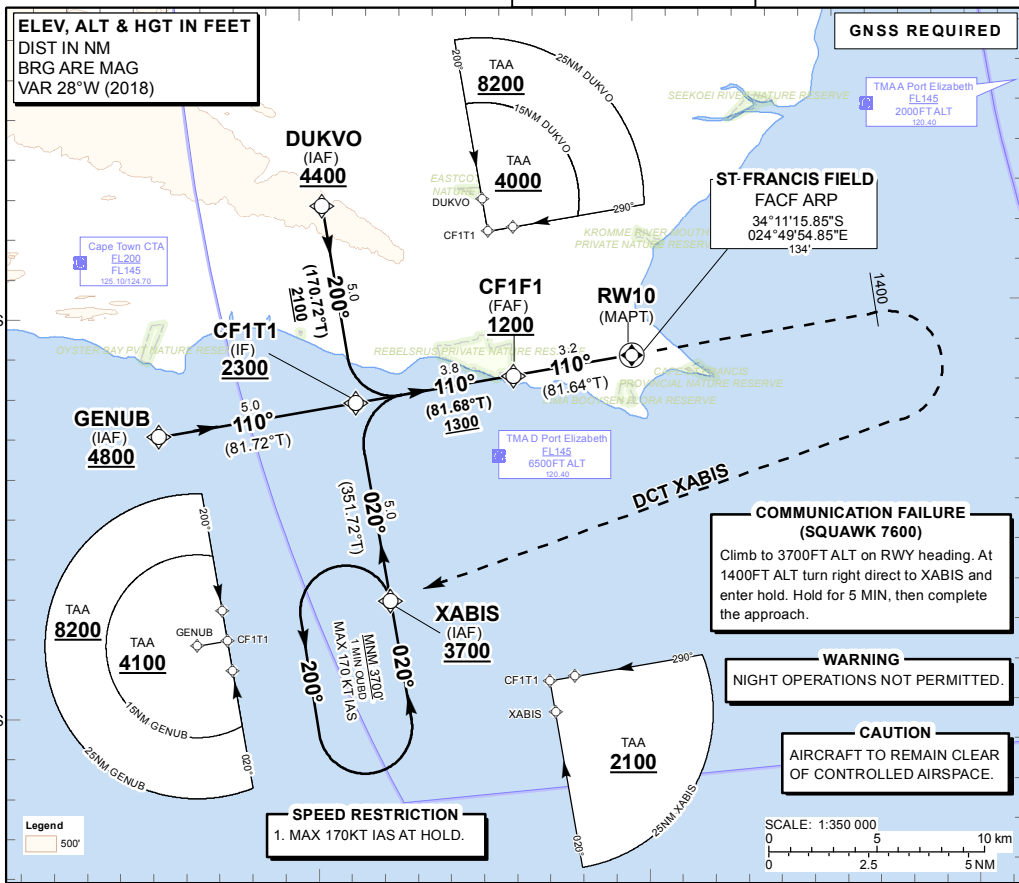 ELEV, ALT & HGT IN FEET
DIST IN NM
BRG ARE MAG
VAR 28°W (2018)
GNSS REQUIRED
TMA A Port Elizabeth
FL145
2000FT ALT
120.40
SEEKOEI RIVER NATURE RESERVE
200°
TAA
8200
25NM DUKVO
15NM DUKVO
TAA
4000
DUKVO
CF1T1
290°
DUKVO
(IAF)
4400
ST FRANCIS FIELD
FACF ARP
34°11'15.85"S
024°49'54.85"E
134'
Cape Town CTA
FL200
FL145
125.10/124.70
5.0
200°
(170.72°T)
2100
CF1F1
(FAF)
1200
RW10
(MAPT)
1400
CF1T1
(IF)
2300
3.8
110°
(81.68°T)
1300
3.2
110°
(81.64°T)
GENUB
(IAF)
4800
5.0
110°
(81.72°T)
TMA D Port Elizabeth
FL145
6500FT ALT
120.40
DCT XABIS
5.0
020°
(351.72°T)
COMMUNICATION FAILURE
(SQUAWK 7600)
Climb to 3700FT ALT on RWY heading. At
1400FT ALT turn right direct to XABIS and
enter hold. Hold for 5 MIN, then complete
the approach.
XABIS
(IAF)
3700
200°
MNM 3700'
1 MIN OUBD
MAX 170 KT IAS
020°
200°
TAA
8200
TAA
4100
GENUB
CF1T1
15NM GENUB
25NM GENUB
020°
CF1T1
XABIS
290°
TAA
2100
25NM XABIS
020°
WARNING
NIGHT OPERATIONS NOT PERMITTED.
CAUTION
AIRCRAFT TO REMAIN CLEAR
OF CONTROLLED AIRSPACE.
SPEED RESTRICTION
1. MAX 170KT IAS AT HOLD.
Legend
500'
SCALE: 1:350 000
0 5 10 km
0 2.5 5 NM